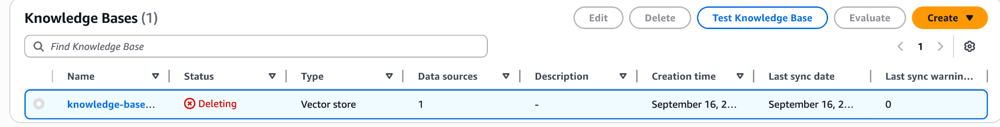 Knowledge Bases (1)
Edit
Delete
Test Knowledge Base
Evaluate
Create
Find Knowledge Base
1
Name Status Type Data sources Description Creation time Last sync date Last sync warnin...
knowledge-base... Deleting Vector store 1 - September 16, 2... September 16, 2... 0